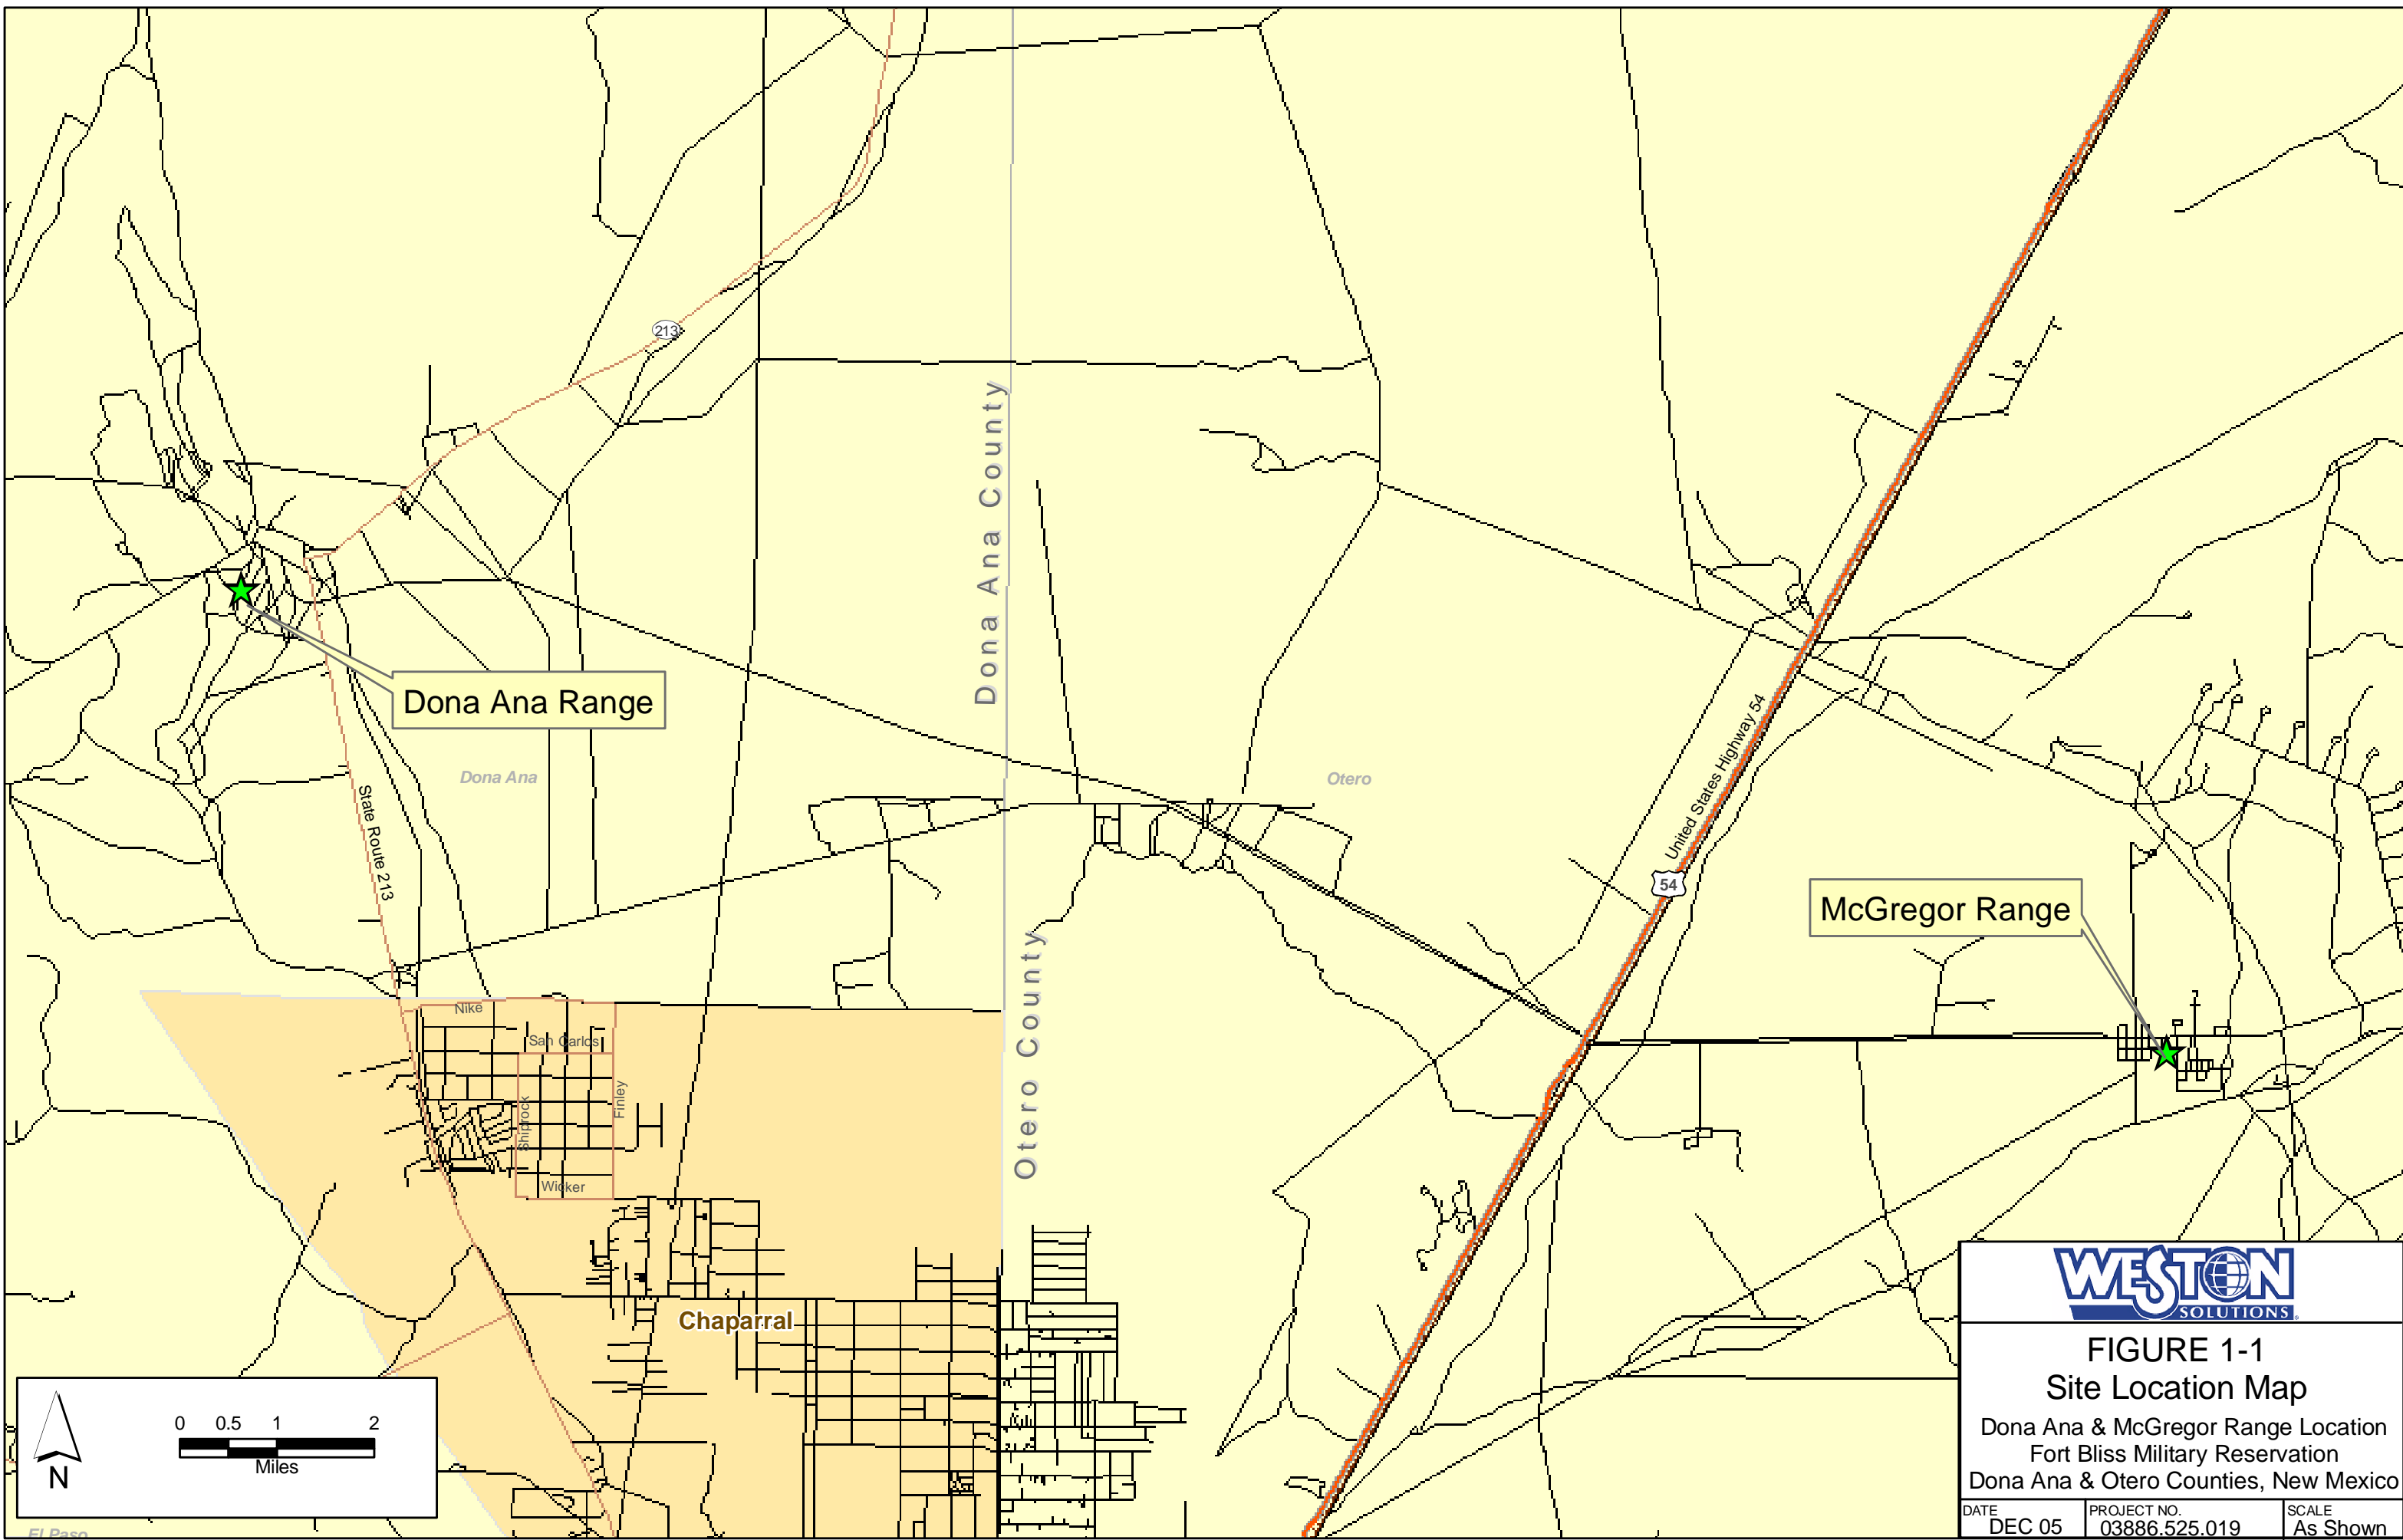 213
Dona Ana County
Dona Ana Range
Dona Ana
Otero
State Route 213
United States Highway 54
54
McGregor Range
Otero County
Nike
San Carlos
Shiprock
Finley
Wicker
Chaparral
0 0.5 1 2
Miles
N
El Paso
WESTON
SOLUTIONS®
FIGURE 1-1
Site Location Map
Dona Ana & McGregor Range Location
Fort Bliss Military Reservation
Dona Ana & Otero Counties, New Mexico
DATE
DEC 05
PROJECT NO.
03886.525.019
SCALE
As Shown